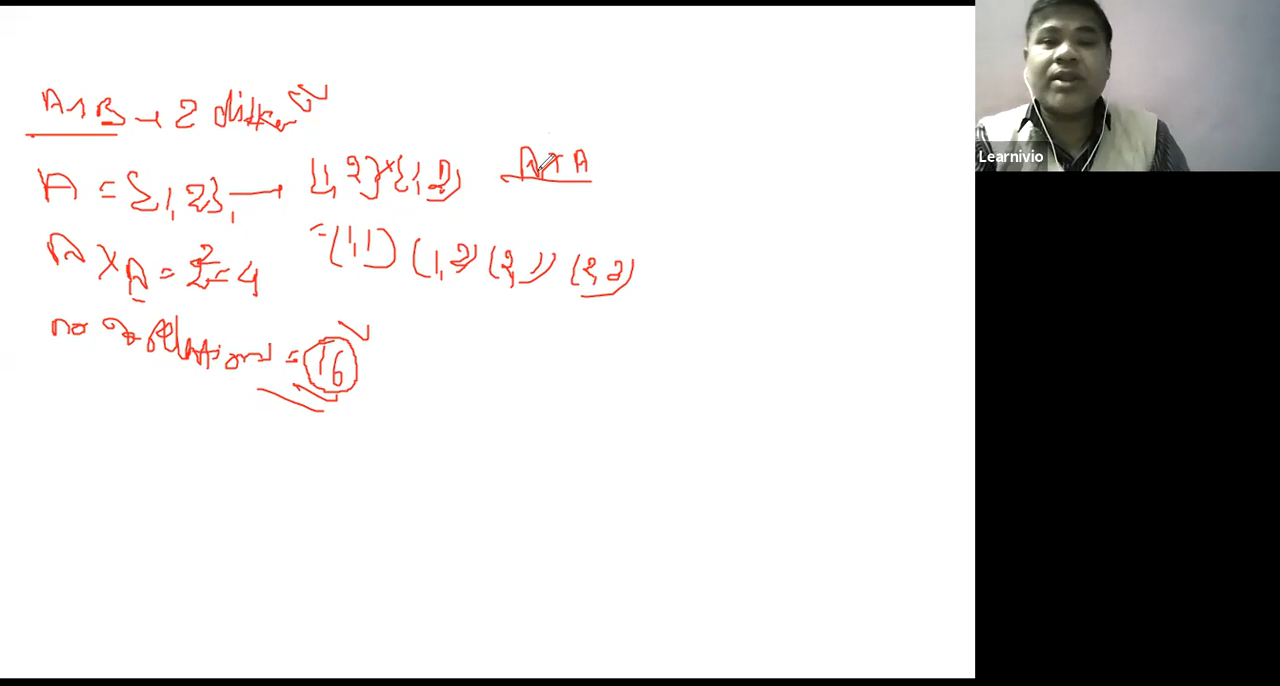 A × B → 2
A = {1, 2}, → {1, 2} × {1, 2} A × A
= (1, 1) (1, 2) (2, 1) (2, 2)
A × A = 2² = 4
no of Relations = 16
Learnivio